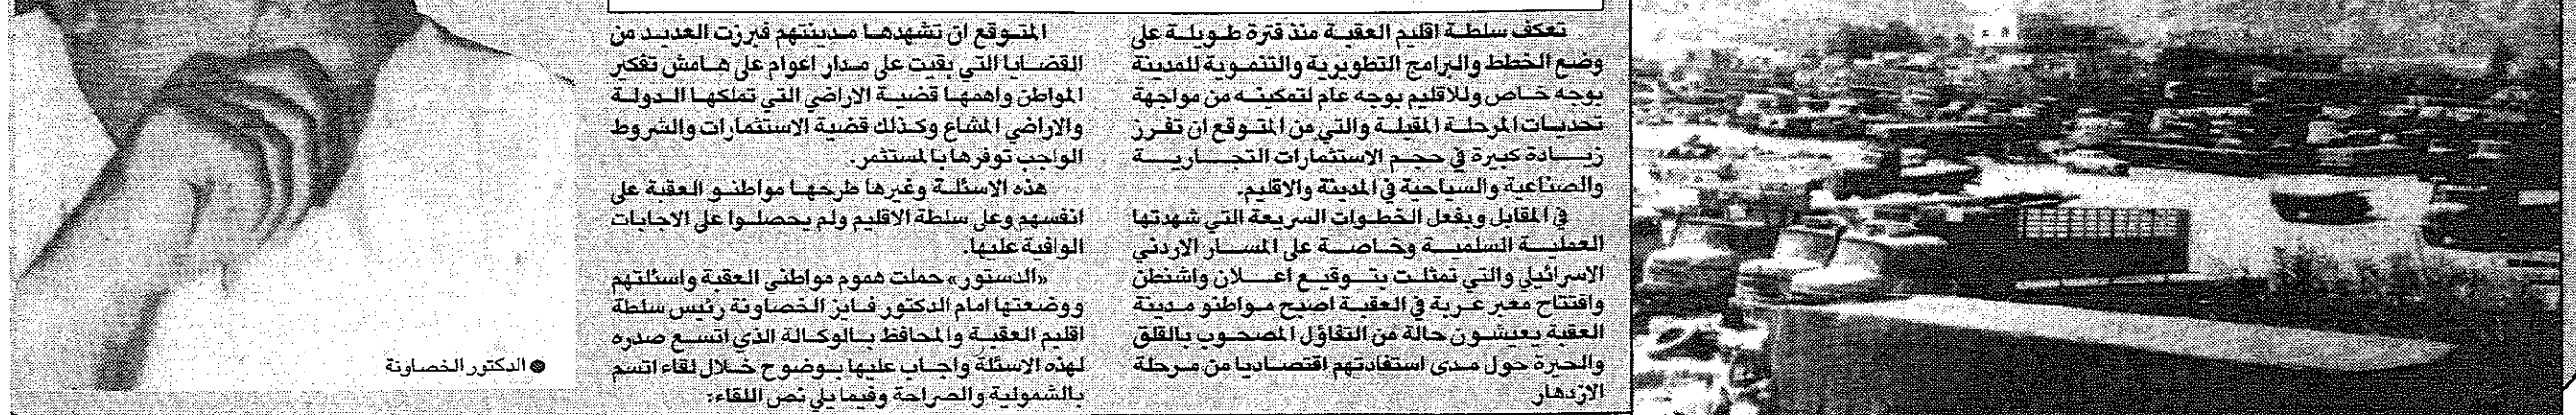 تعكف سلطة اقليم العقبة منذ فترة طويلة على
وضع الخطط والبرامج التطويرية والتنموية للمدينة
بوجه خاص وللاقليم بوجه عام لتمكينه من مواجهة
تحديات المرحلة المقبلة والتي من المتوقع ان تفرز
زيادة كبيرة في حجم الاستثمارات التجارية
والصناعية والسياحية في المدينة والاقليم.
في المقابل وبفعل الخطوات السريعة التي شهدتها
العملية السلمية وخاصة على المسار الاردني
الاسرائيلي والتي تمثلت بتوقيع اعلان واشنطن
وافتتاح معبر عربة في العقبة اصبح مواطنو مدينة
العقبة يعيشون حالة من التفاؤل المصحوب بالقلق
والحيرة حول مدى استفادتهم اقتصاديا من مرحلة
الازدهار
المتوقع ان تشهدها مدينتهم فبرزت العديد من
القضايا التي بقيت على مدار اعوام على هامش تفكير
المواطن واهمها قضية الاراضي التي تملكها الدولة
والاراضي المشاع وكذلك قضية الاستثمارات والشروط
الواجب توفرها بالمستثمر.
هذه الاسئلة وغيرها طرحها مواطنو العقبة على
انفسهم وعلى سلطة الاقليم ولم يحصلوا على الاجابات
الوافية عليها.
«الدستور» حملت هموم مواطني العقبة واسئلتهم
ووضعتها امام الدكتور فايز الخصاونة رئيس سلطة
اقليم العقبة والمحافظ بالوكالة الذي اتسع صدره
لهذه الاسئلة واجاب عليها بوضوح خلال لقاء اتسم
بالشمولية والصراحة وفيما يلي نص اللقاء:
● الدكتور الخصاونة